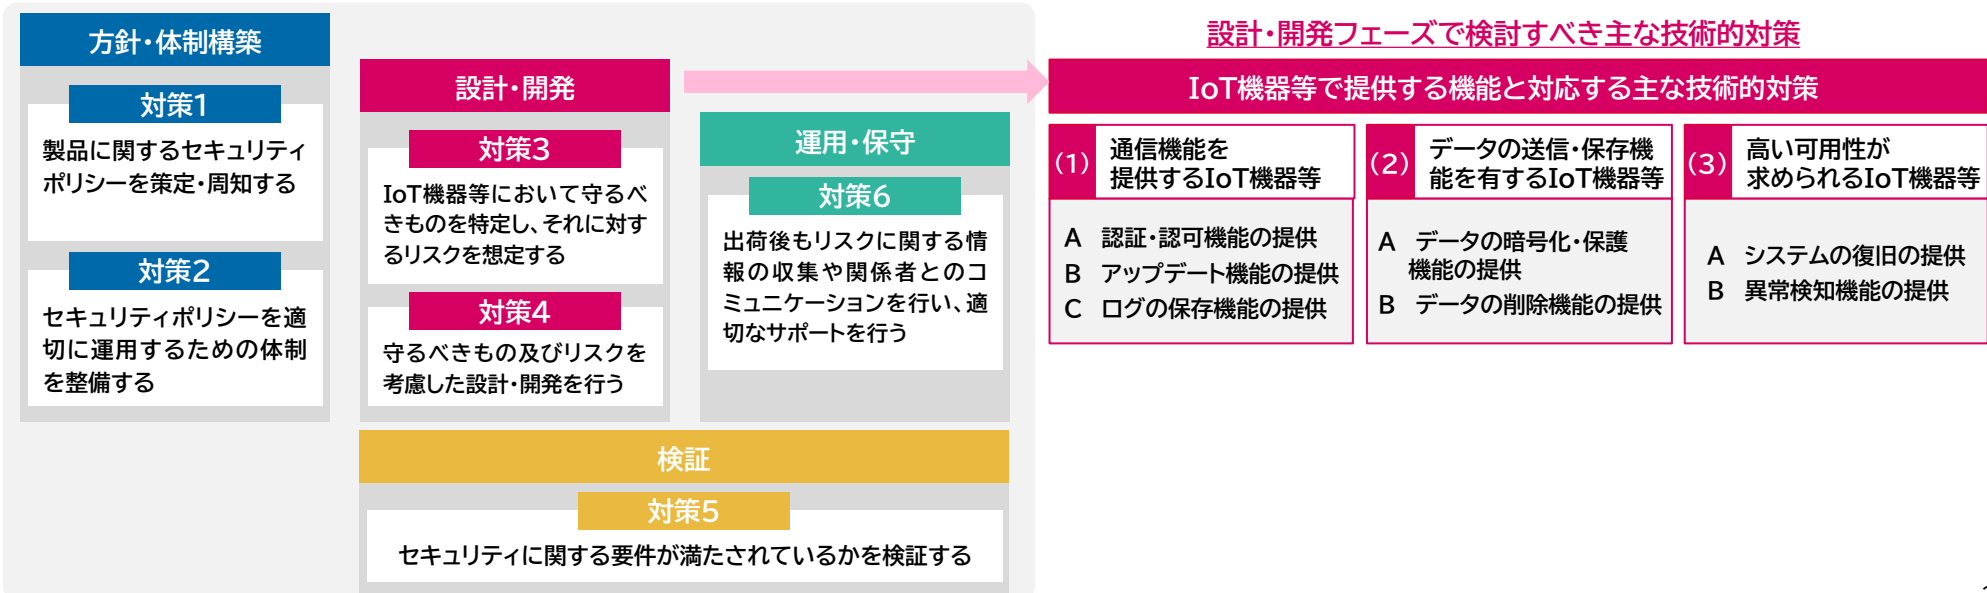 方針・体制構築
対策1
製品に関するセキュリティ
ポリシーを策定・周知する
対策2
セキュリティポリシーを適
切に運用するための体制
を整備する
設計・開発
対策3
IoT機器等において守るべ
きものを特定し、それに対す
るリスクを想定する
対策4
守るべきもの及びリスクを
考慮した設計・開発を行う
運用・保守
対策6
出荷後もリスクに関する情
報の収集や関係者とのコ
ミュニケーションを行い、適
切なサポートを行う
検証
対策5
セキュリティに関する要件が満たされているかを検証する
設計・開発フェーズで検討すべき主な技術的対策
IoT機器等で提供する機能と対応する主な技術的対策
(1) 通信機能を
提供するIoT機器等
A 認証・認可機能の提供
B アップデート機能の提供
C ログの保存機能の提供
(2) データの送信・保存機
能を有するIoT機器等
A データの暗号化・保護
機能の提供
B データの削除機能の提供
(3) 高い可用性が
求められるIoT機器等
A システムの復旧の提供
B 異常検知機能の提供